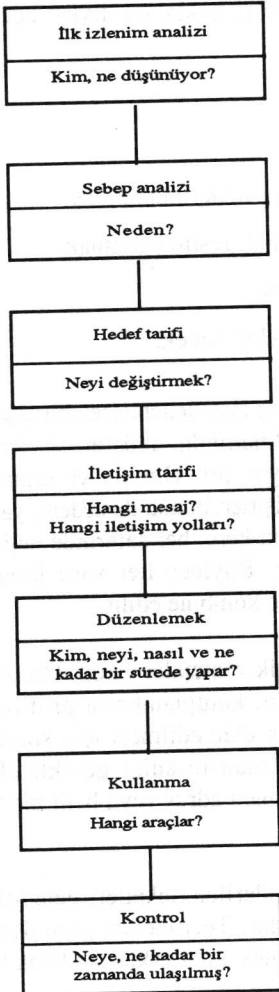 İlk izlenim analizi
Kim, ne düşünüyor?
Sebep analizi
Neden?
Hedef tarifi
Neyi değiştirmek?
İletişim tarifi
Hangi mesaj?
Hangi iletişim yolları?
Düzenlemek
Kim, neyi, nasıl ve ne
kadar bir sürede yapar?
Kullanma
Hangi araçlar?
Kontrol
Neye, ne kadar bir
zamanda ulaşılmış?